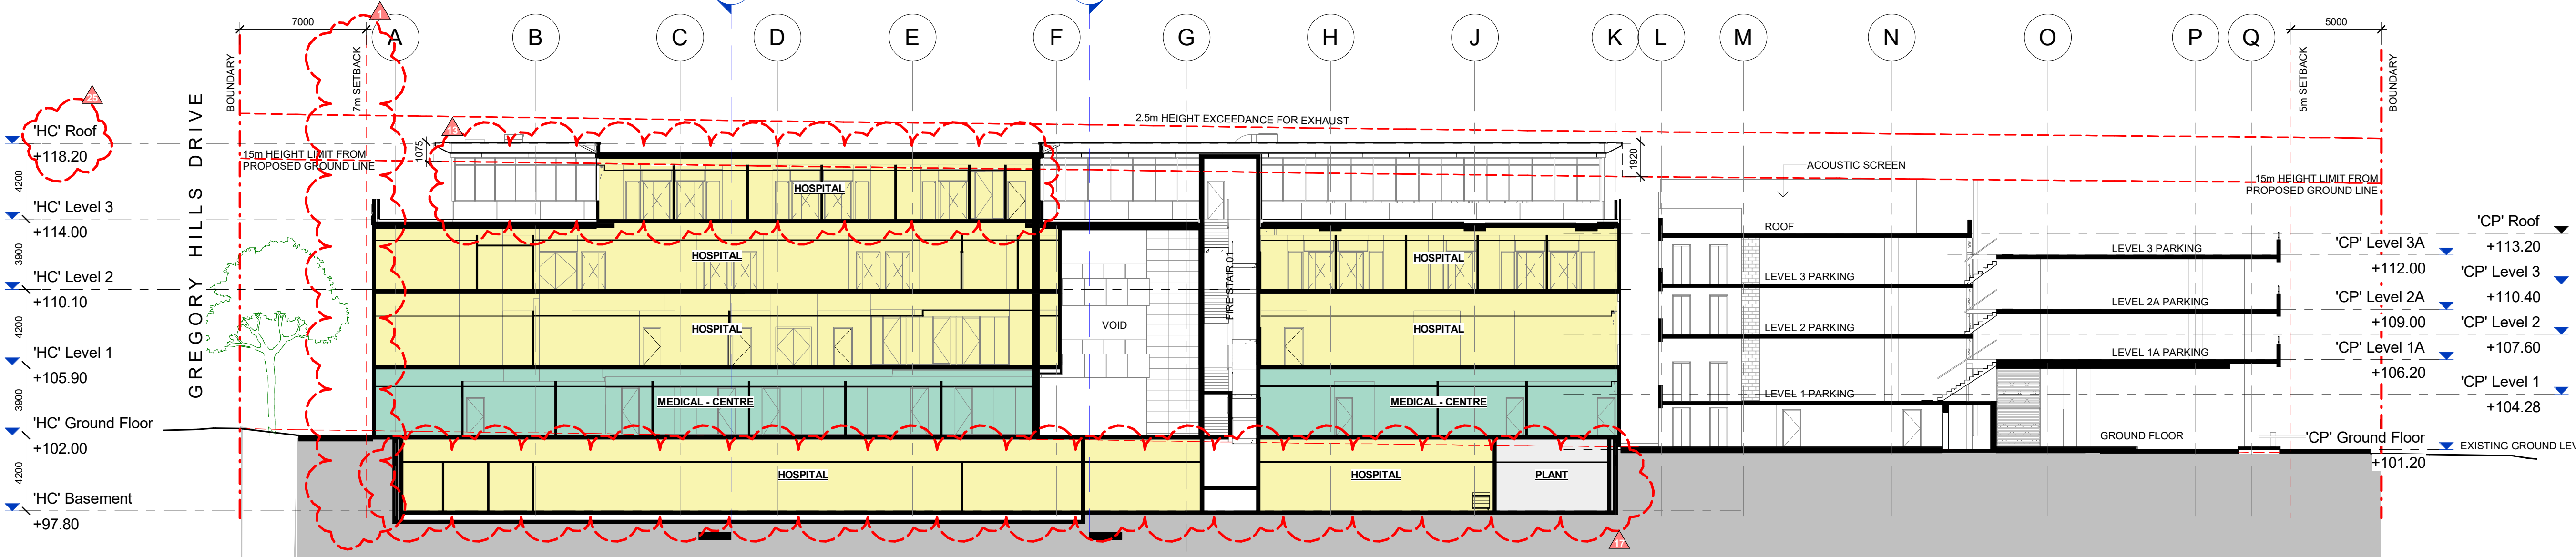 7000
5000
A
B
C
D
E
F
G
H
J
K
L
M
N
O
P
Q
1
25
13
17
BOUNDARY
7m SETBACK
5m SETBACK
BOUNDARY
GREGORY HILLS DRIVE
2.5m HEIGHT EXCEEDANCE FOR EXHAUST
15m HEIGHT LIMIT FROM
PROPOSED GROUND LINE
1075
1920
ACOUSTIC SCREEN
15m HEIGHT LIMIT FROM
PROPOSED GROUND LINE
'HC' Roof
+118.20
4200
'HC' Level 3
+114.00
3900
'HC' Level 2
+110.10
4200
'HC' Level 1
+105.90
3900
'HC' Ground Floor
+102.00
4200
'HC' Basement
+97.80
HOSPITAL
HOSPITAL
HOSPITAL
HOSPITAL
HOSPITAL
MEDICAL - CENTRE
MEDICAL - CENTRE
HOSPITAL
HOSPITAL
PLANT
VOID
FIRE STAIR 01
ROOF
LEVEL 3 PARKING
LEVEL 2 PARKING
LEVEL 1 PARKING
LEVEL 3 PARKING
LEVEL 2A PARKING
LEVEL 1A PARKING
GROUND FLOOR
'CP' Roof
+113.20
'CP' Level 3A
+112.00
'CP' Level 3
+110.40
'CP' Level 2A
+109.00
'CP' Level 2
+107.60
'CP' Level 1A
+106.20
'CP' Level 1
+104.28
'CP' Ground Floor
+101.20
EXISTING GROUND LEV